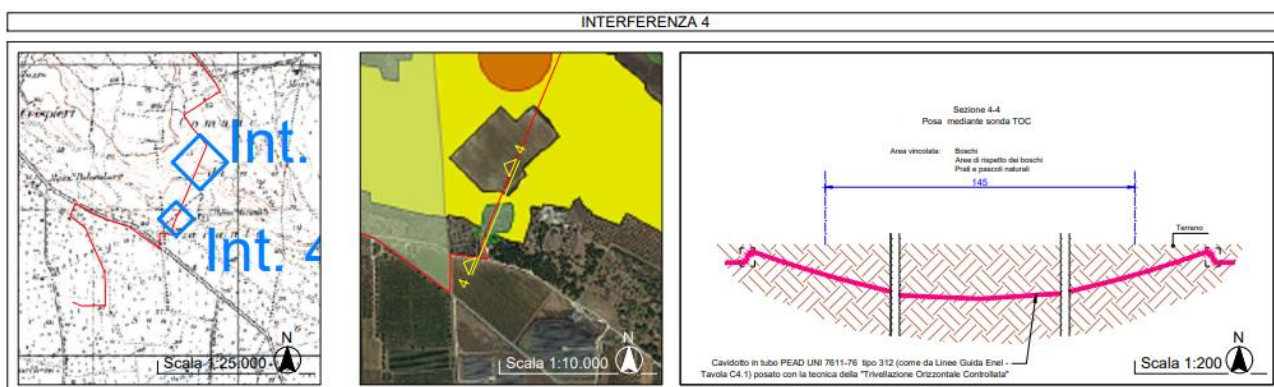 INTERFERENZA 4
Int.
Int. 4
N
Scala 1:25.000
4
4
N
Scala 1:10.000
Sezione 4-4
Posa mediante sonda TOC
Area vincolata: Boschi
Area di rispetto dei boschi
Prati e pascoli naturali
145
Terreno
Cavidotto in tubo PEAD UNI 7611-76 tipo 312 (come da Linee Guida Enel -
Tavola C4.1) posato con la tecnica della "Trivellazione Orizzontale Controllata"
N
Scala 1:200